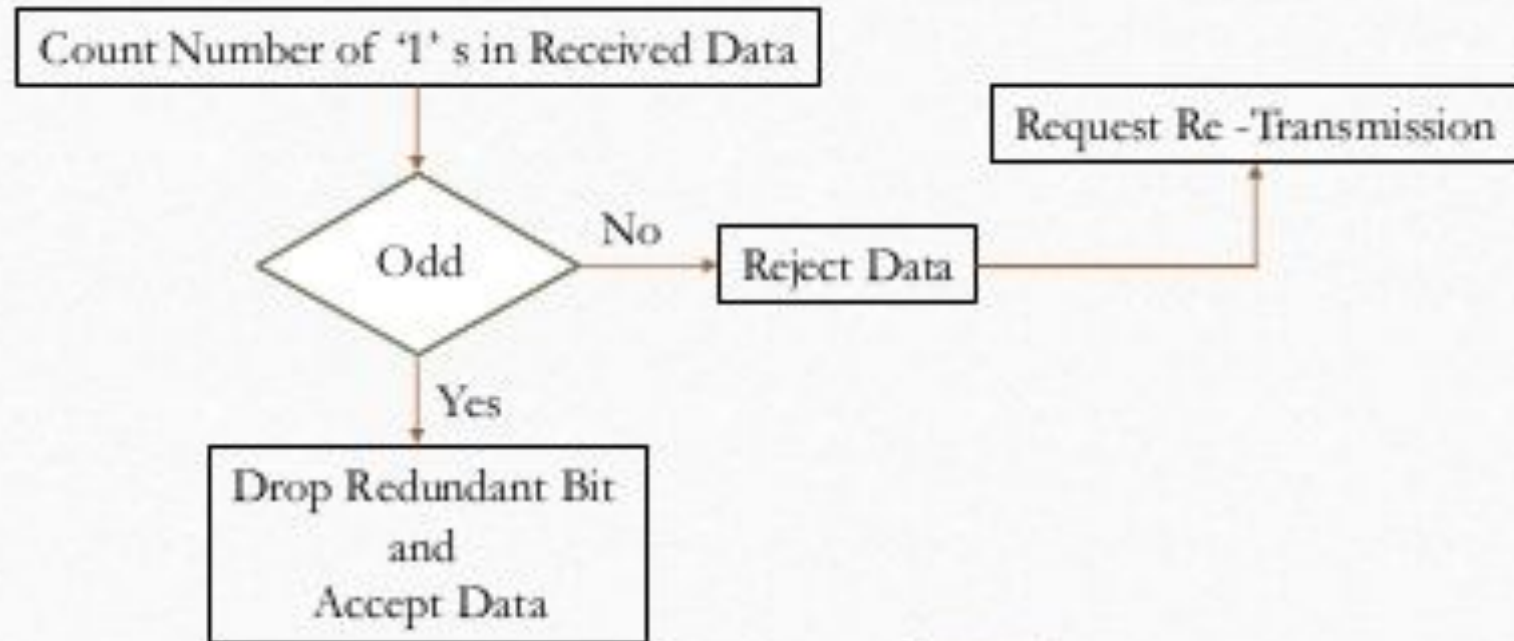 Count Number of ‘1’ s in Received Data
Request Re -Transmission
Odd
No
Reject Data
Yes
Drop Redundant Bit
and
Accept Data